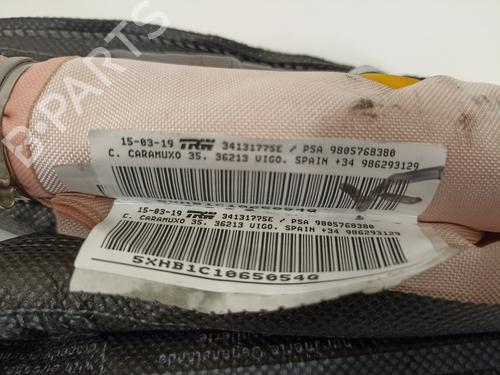 B-PARTS
15-03-19 TRW 34131775E / PSA 9805768380
C. CARAMUXO 35. 36213 VIGO. SPAIN +34 986293129
15-03-19 TRW 34131775E / PSA 9805768380
C. CARAMUXO 35. 36213 VIGO. SPAIN +34 986293129
5XHB1C1065054Q